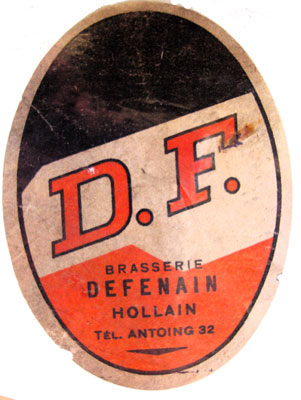 D.F.
BRASSERIE
DEFENAIN
HOLLAIN
TÉL. ANTOING 32